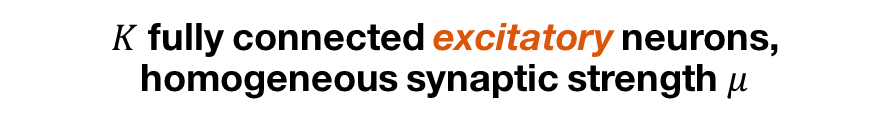 K fully connected excitatory neurons,
homogeneous synaptic strength μ